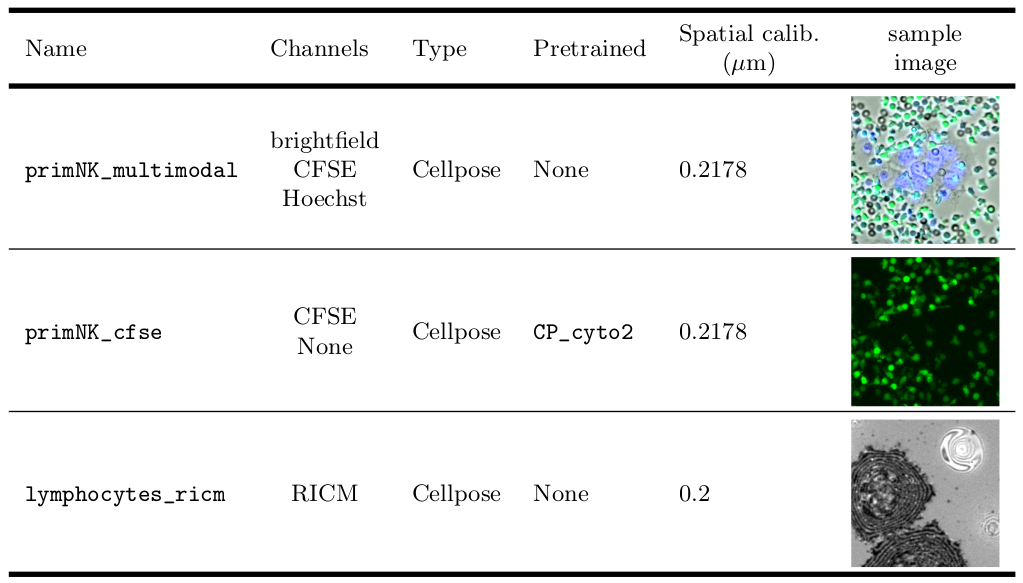 Name Channels Type Pretrained Spatial calib. (μm) sample image
primNK_multimodal brightfield CFSE Hoechst Cellpose None 0.2178
primNK_cfse CFSE None Cellpose CP_cyto2 0.2178
lymphocytes_ricm RICM Cellpose None 0.2